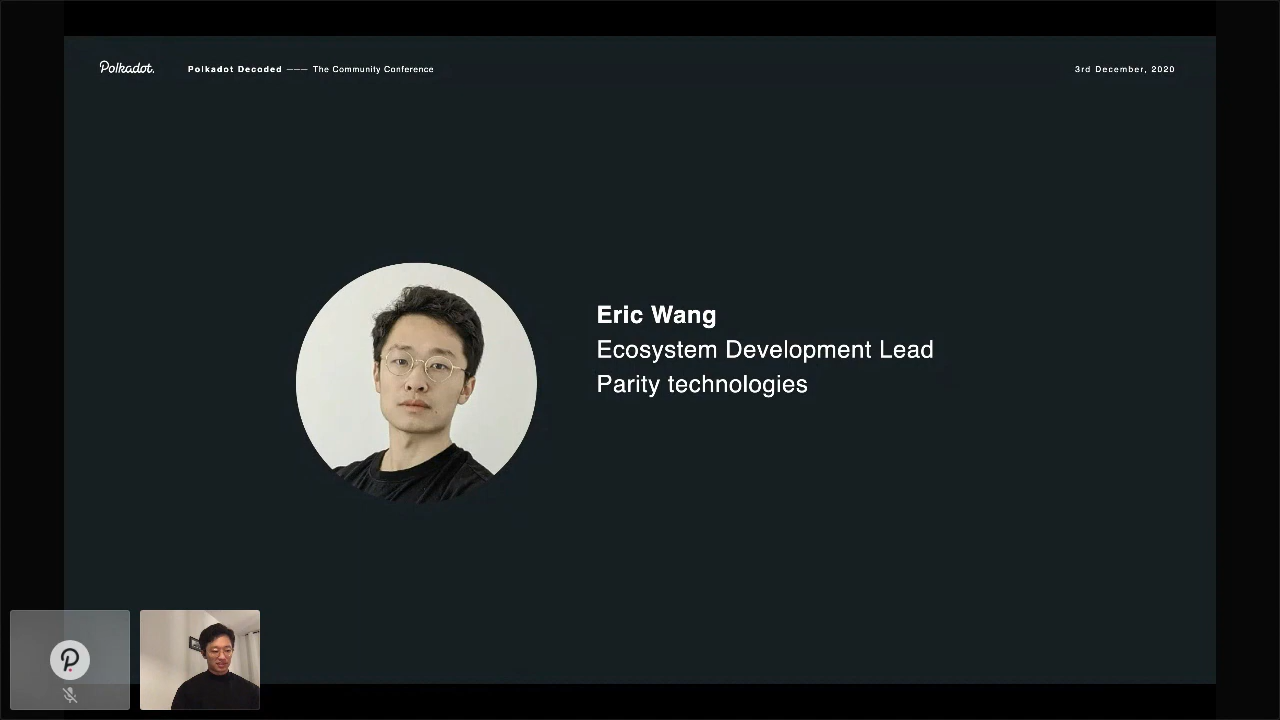 Polkadot.
Polkadot Decoded ——— The Community Conference
3rd December, 2020
Eric Wang
Ecosystem Development Lead
Parity technologies